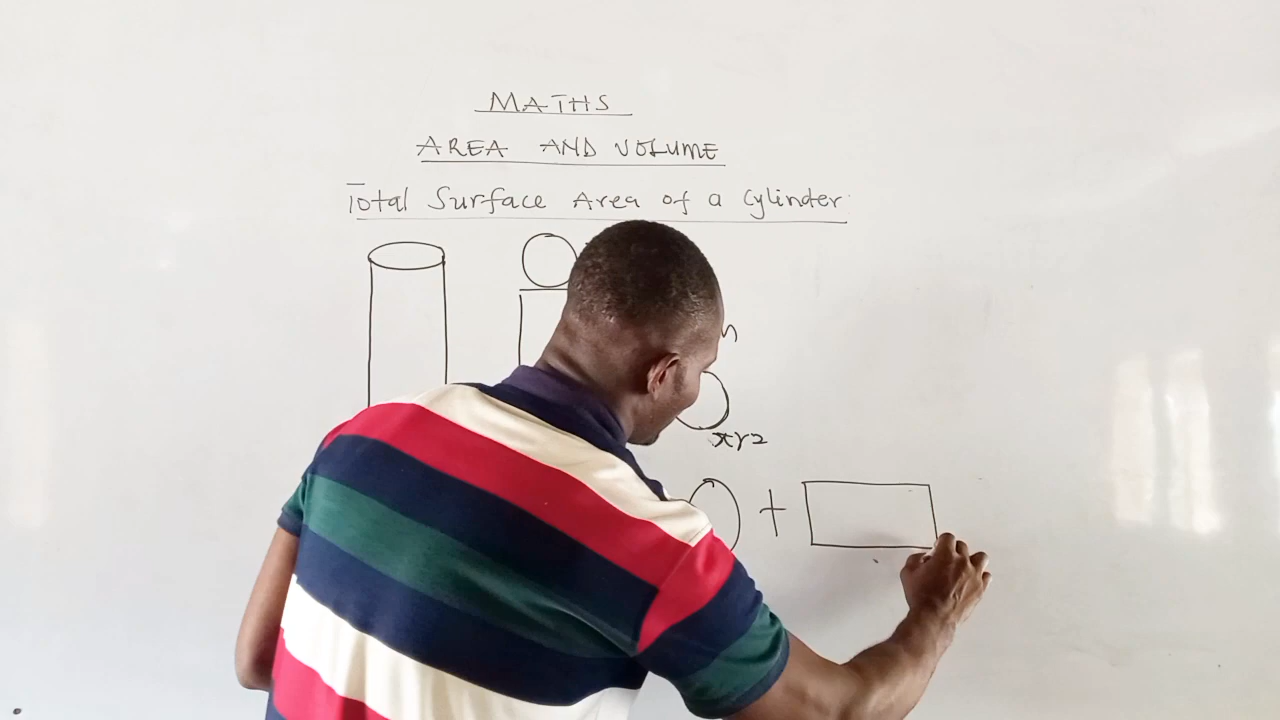 MATHS
AREA AND VOLUME
Total Surface Area of a Cylinder:
h
πr2
+